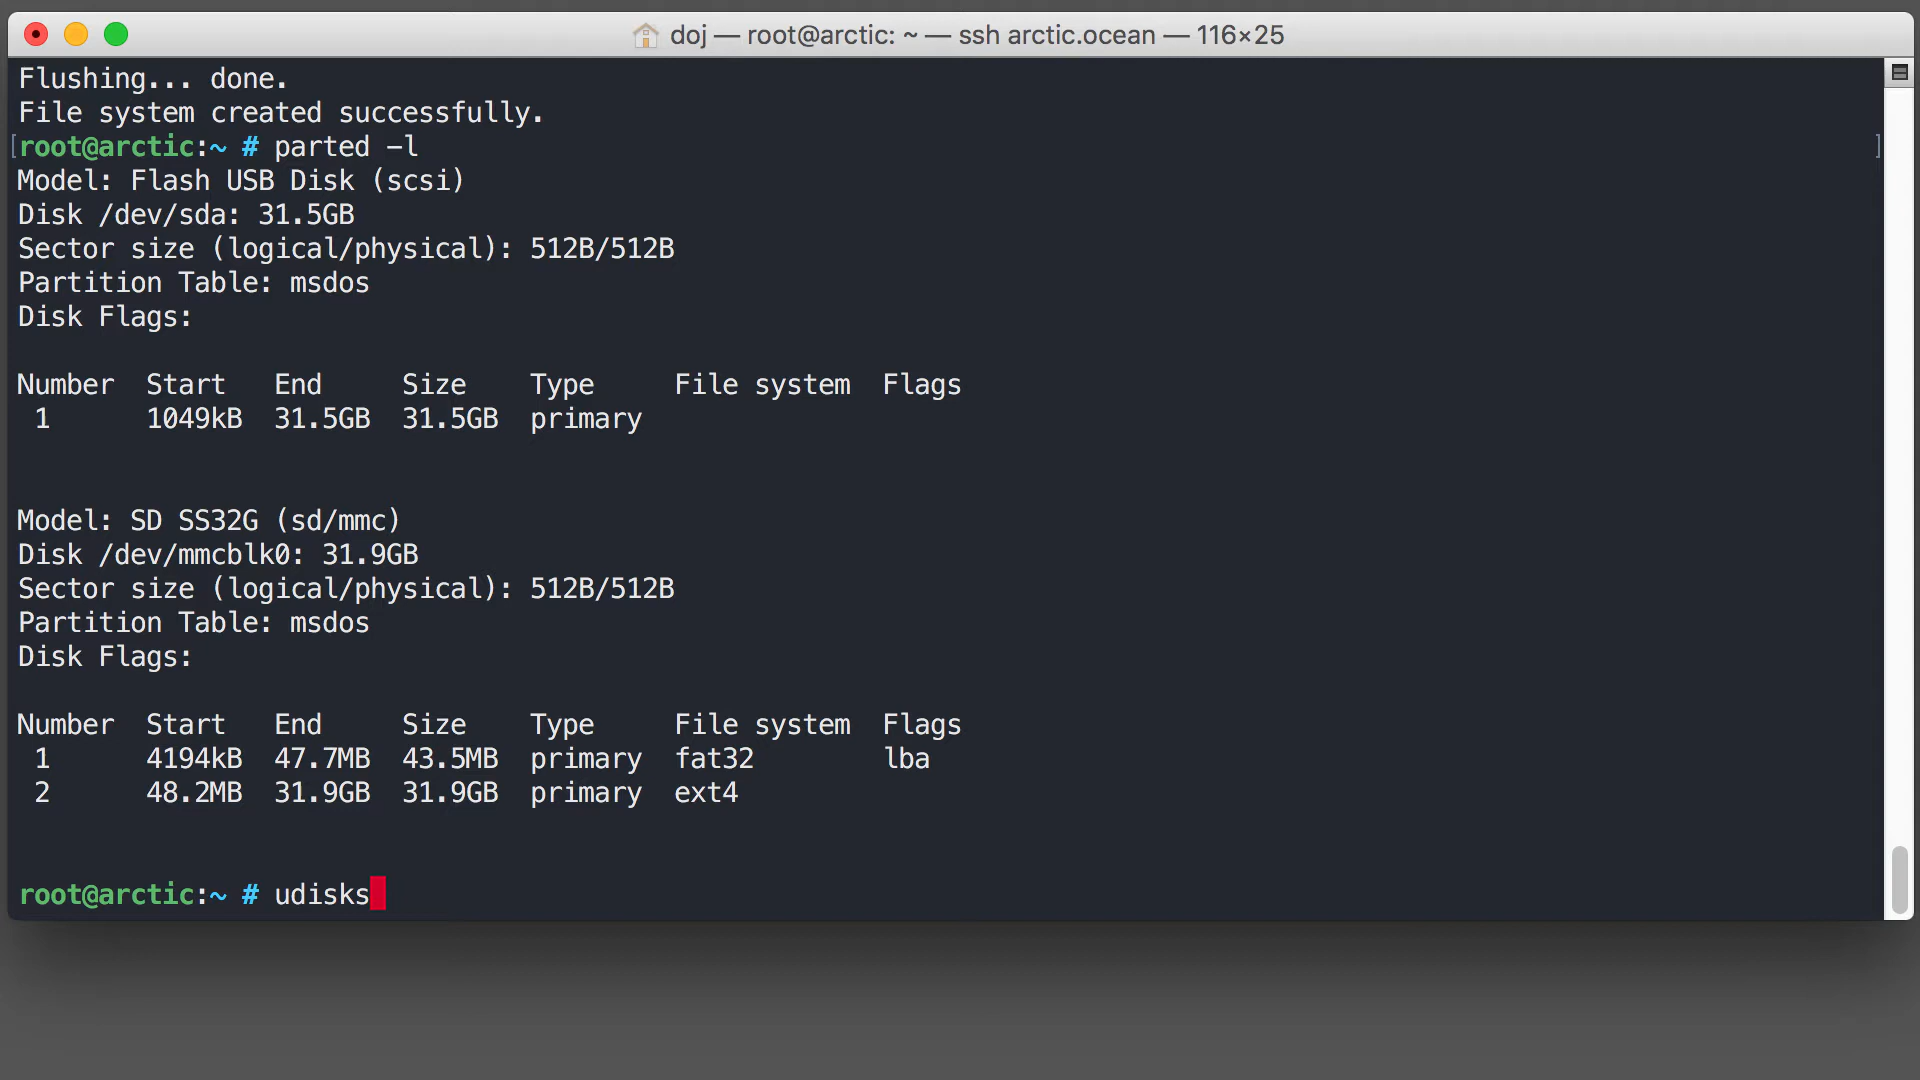 doj — root@arctic: ~ — ssh arctic.ocean — 116×25
Flushing... done.
File system created successfully.
[root@arctic:~ # parted -l ]
Model: Flash USB Disk (scsi)
Disk /dev/sda: 31.5GB
Sector size (logical/physical): 512B/512B
Partition Table: msdos
Disk Flags:
Number  Start   End     Size    Type     File system  Flags
 1      1049kB  31.5GB  31.5GB  primary
Model: SD SS32G (sd/mmc)
Disk /dev/mmcblk0: 31.9GB
Sector size (logical/physical): 512B/512B
Partition Table: msdos
Disk Flags:
Number  Start   End     Size    Type     File system  Flags
 1      4194kB  47.7MB  43.5MB  primary  fat32        lba
 2      48.2MB  31.9GB  31.9GB  primary  ext4
root@arctic:~ # udisks